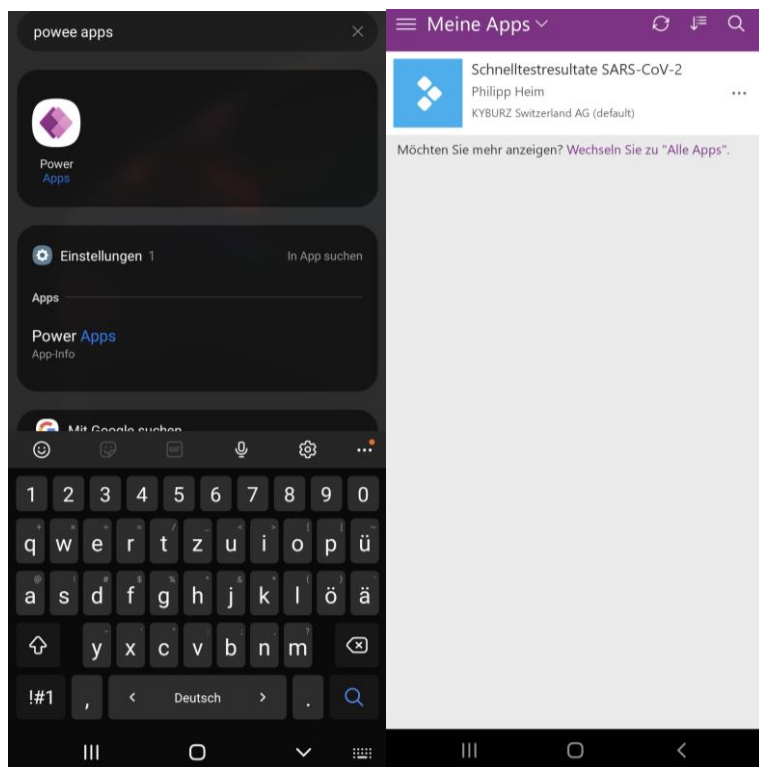 powee apps
Power
Apps
Einstellungen 1
In App suchen
Apps
Power Apps
App-Info
Mit Google suchen
GIF
1 2 3 4 5 6 7 8 9 0
q w e r t z u i o p ü
a s d f g h j k l ö ä
y x c v b n m
!#1 , < Deutsch > .
Meine Apps
Schnelltestresultate SARS-CoV-2
Philipp Heim
KYBURZ Switzerland AG (default)
Möchten Sie mehr anzeigen? Wechseln Sie zu "Alle Apps".